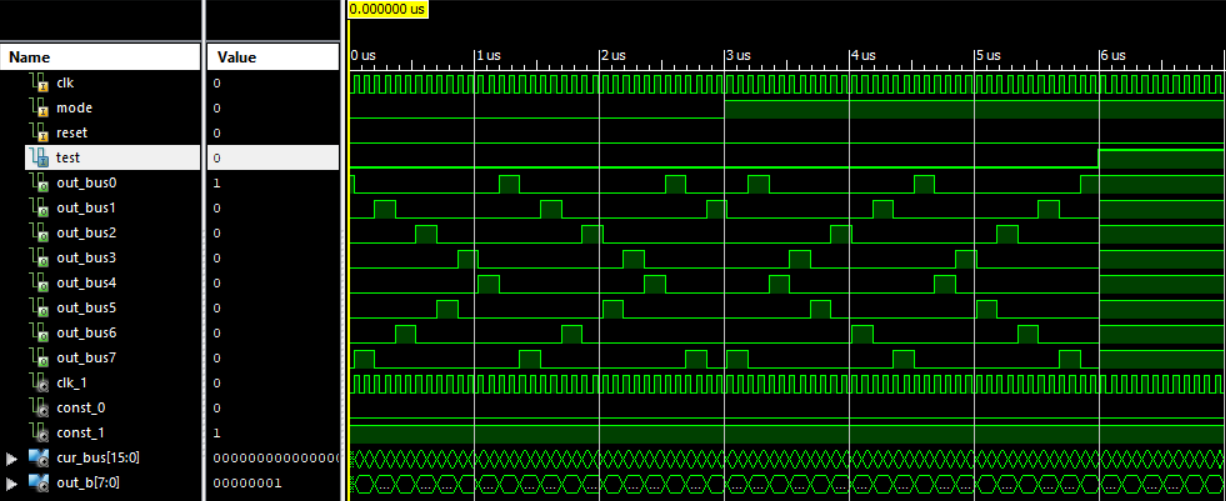 0.000000 us
Name Value 0 us 1 us 2 us 3 us 4 us 5 us 6 us
clk 0
mode 0
reset 0
test 0
out_bus0 1
out_bus1 0
out_bus2 0
out_bus3 0
out_bus4 0
out_bus5 0
out_bus6 0
out_bus7 0
clk_1 0
const_0 0
const_1 1
cur_bus[15:0] 0000000000000000
out_b[7:0] 00000001